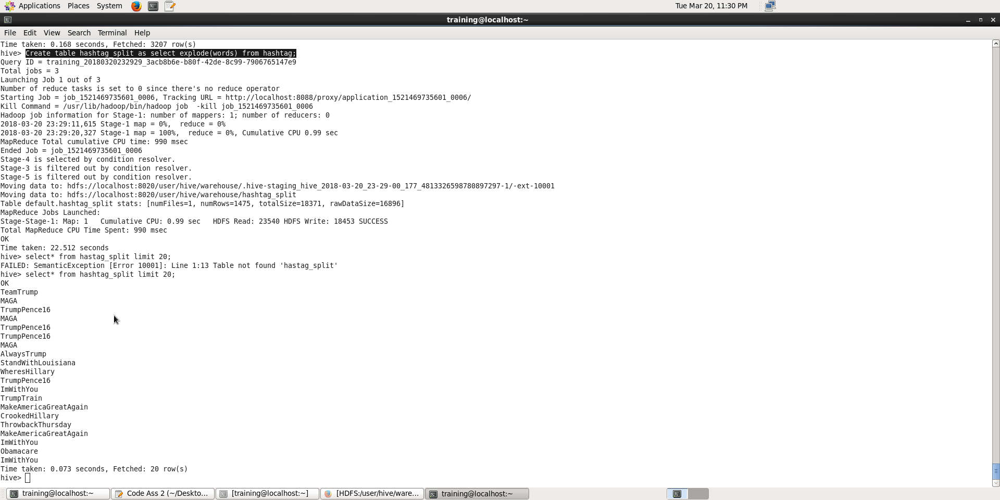 Applications Places System Tue Mar 20, 11:30 PM
training@localhost:~
File Edit View Search Terminal Help
Time taken: 0.168 seconds, Fetched: 3207 row(s)
hive> Create table hashtag_split as select explode(words) from hashtag;
Query ID = training_20180320232929_3acb8b6e-b80f-42de-8c99-7906765147e9
Total jobs = 3
Launching Job 1 out of 3
Number of reduce tasks is set to 0 since there's no reduce operator
Starting Job = job_1521469735601_0006, Tracking URL = http://localhost:8088/proxy/application_1521469735601_0006/
Kill Command = /usr/lib/hadoop/bin/hadoop job  -kill job_1521469735601_0006
Hadoop job information for Stage-1: number of mappers: 1; number of reducers: 0
2018-03-20 23:29:11,615 Stage-1 map = 0%,  reduce = 0%
2018-03-20 23:29:20,327 Stage-1 map = 100%,  reduce = 0%, Cumulative CPU 0.99 sec
MapReduce Total cumulative CPU time: 990 msec
Ended Job = job_1521469735601_0006
Stage-4 is selected by condition resolver.
Stage-3 is filtered out by condition resolver.
Stage-5 is filtered out by condition resolver.
Moving data to: hdfs://localhost:8020/user/hive/warehouse/.hive-staging_hive_2018-03-20_23-29-00_177_4813326598780897297-1/-ext-10001
Moving data to: hdfs://localhost:8020/user/hive/warehouse/hashtag_split
Table default.hashtag_split stats: [numFiles=1, numRows=1475, totalSize=18371, rawDataSize=16896]
MapReduce Jobs Launched:
Stage-Stage-1: Map: 1   Cumulative CPU: 0.99 sec   HDFS Read: 23540 HDFS Write: 18453 SUCCESS
Total MapReduce CPU Time Spent: 990 msec
OK
Time taken: 22.512 seconds
hive> select* from hastag_split limit 20;
FAILED: SemanticException [Error 10001]: Line 1:13 Table not found 'hastag_split'
hive> select* from hashtag_split limit 20;
OK
TeamTrump
MAGA
TrumpPence16
MAGA
TrumpPence16
TrumpPence16
MAGA
AlwaysTrump
StandWithLouisiana
WheresHillary
TrumpPence16
ImWithYou
TrumpTrain
MakeAmericaGreatAgain
CrookedHillary
ThrowbackThursday
MakeAmericaGreatAgain
ImWithYou
Obamacare
ImWithYou
Time taken: 0.073 seconds, Fetched: 20 row(s)
hive>
training@localhost:~ Code Ass 2 (~/Deskto... [training@localhost:~] [HDFS:/user/hive/ware... training@localhost:~